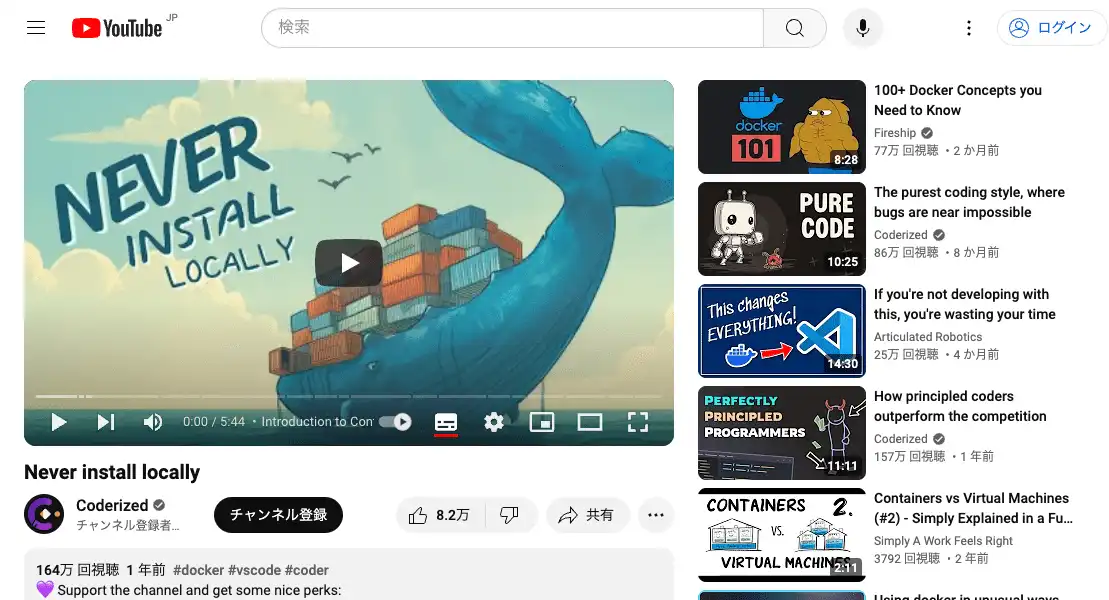 YouTube JP
検索
ログイン
NEVER
INSTALL
LOCALLY
0:00 / 5:44 ・ Introduction to Con
Never install locally
Coderized
チャンネル登録者...
チャンネル登録
8.2万
共有
164万 回視聴 1 年前 #docker #vscode #coder
Support the channel and get some nice perks:
docker
101
8:28
100+ Docker Concepts you
Need to Know
Fireship
77万 回視聴 ・2 か月前
PURE
CODE
10:25
The purest coding style, where
bugs are near impossible
Coderized
86万 回視聴 ・8 か月前
This changes
EVERYTHING!
14:30
If you're not developing with
this, you're wasting your time
Articulated Robotics
25万 回視聴 ・4 か月前
PERFECTLY
PRINCIPLED
PROGRAMMERS
11:11
How principled coders
outperform the competition
Coderized
157万 回視聴 ・1 年前
CONTAINERS 2.
VS.
VIRTUAL MACHINES
2:11
Containers vs Virtual Machines
(#2) - Simply Explained in a Fu...
Simply A Work Feels Right
3792 回視聴 ・2 年前
Using docker in unusual ways